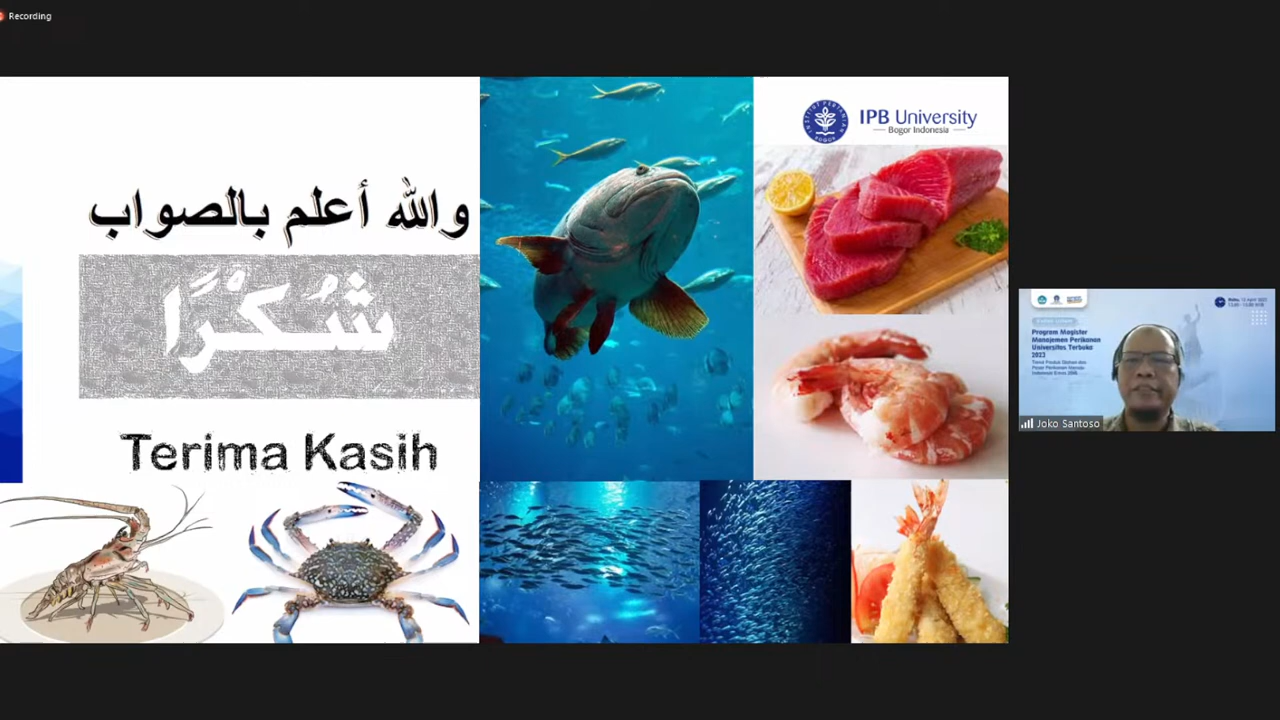 Recording
والله أعلم بالصواب
شُكْرًا
Terima Kasih
IPB University
Bogor Indonesia
Program Magister
Manajemen Perikanan
Universitas Terbuka
2023
Joko Santoso